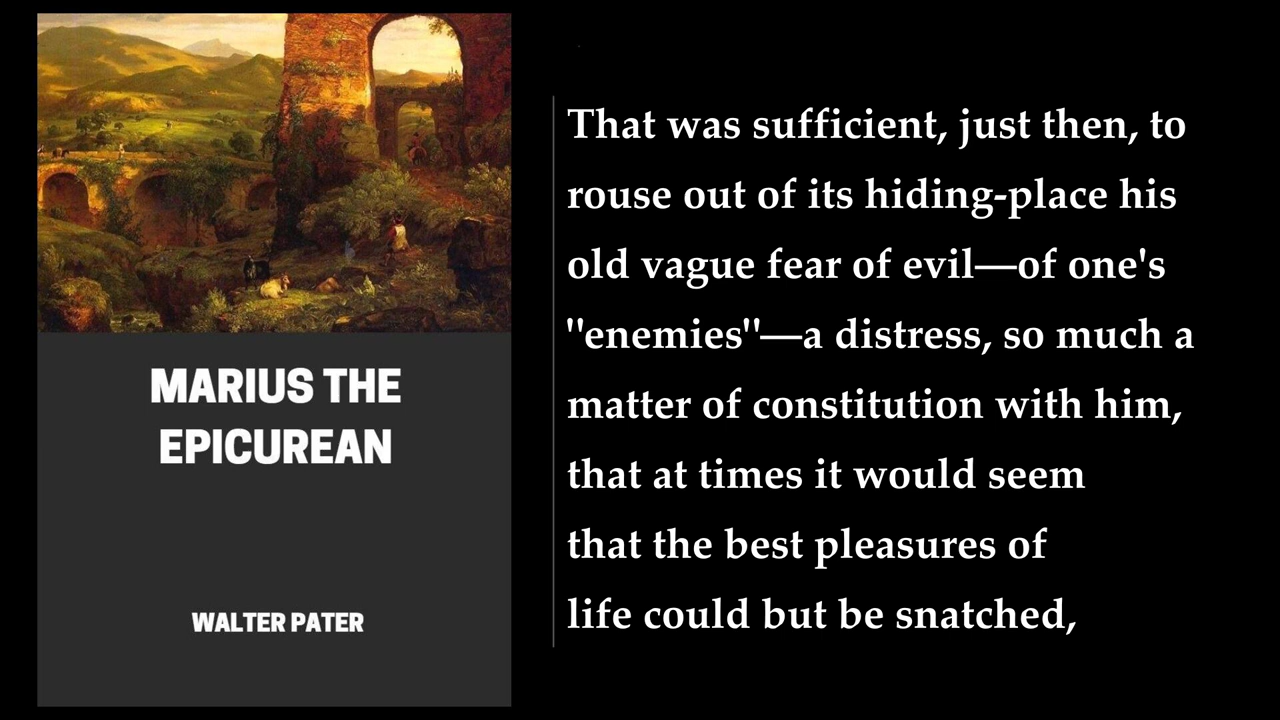 MARIUS THE
EPICUREAN
WALTER PATER
That was sufficient, just then, to
rouse out of its hiding-place his
old vague fear of evil—of one's
"enemies"—a distress, so much a
matter of constitution with him,
that at times it would seem
that the best pleasures of
life could but be snatched,